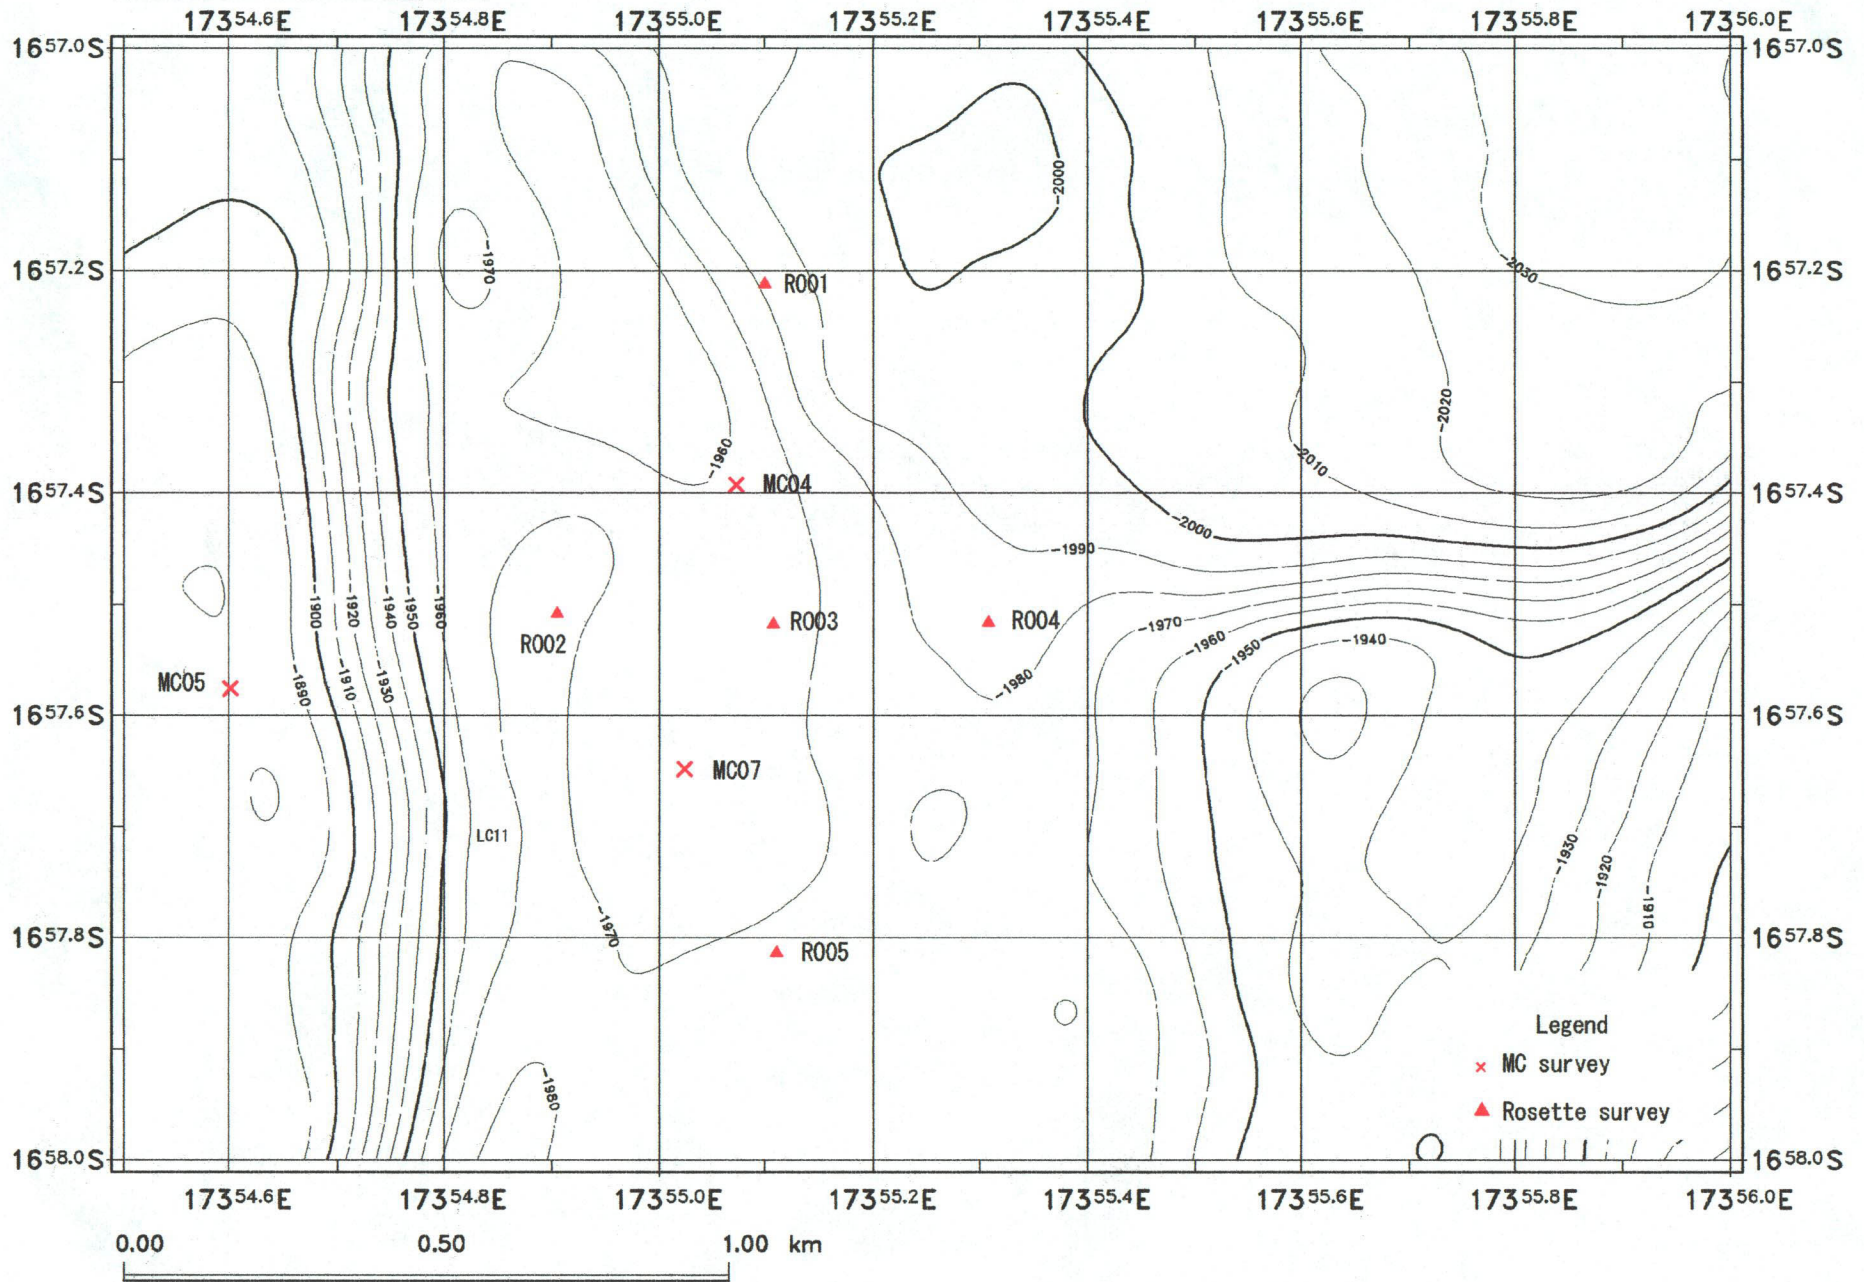 173 54.6E 173 54.8E 173 55.0E 173 55.2E 173 55.4E 173 55.6E 173 55.8E 173 56.0E
16 57.0S 16 57.0S
-2000
-1970
-2030
16 57.2S 16 57.2S
R001
-2020
-1960
-2010
MC04
16 57.4S 16 57.4S
-2000
-1990
-1900 -1920 -1940 -1950 -1960
R002 R003 R004
-1970 -1960 -1950 -1940
MC05
-1890 -1910 -1930
-1980
16 57.6S 16 57.6S
MC07
LC11
-1930 -1920 -1910
-1970
16 57.8S 16 57.8S
R005
Legend
MC survey
Rosette survey
-1980
16 58.0S 16 58.0S
173 54.6E 173 54.8E 173 55.0E 173 55.2E 173 55.4E 173 55.6E 173 55.8E 173 56.0E
0.00 0.50 1.00 km